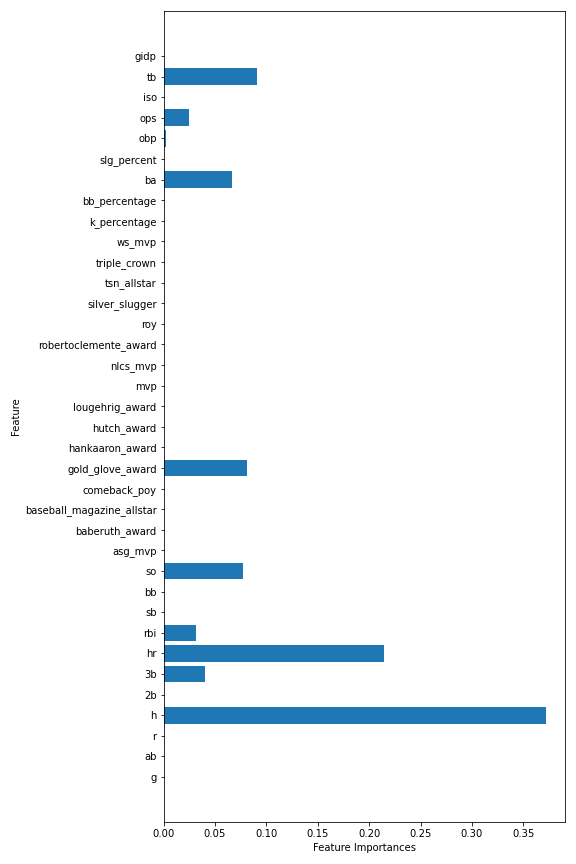 gidp
tb
iso
ops
obp
slg_percent
ba
bb_percentage
k_percentage
ws_mvp
triple_crown
tsn_allstar
silver_slugger
roy
robertoclemente_award
nlcs_mvp
mvp
lougehrig_award
hutch_award
hankaaron_award
gold_glove_award
comeback_poy
baseball_magazine_allstar
baberuth_award
asg_mvp
so
bb
sb
rbi
hr
3b
2b
h
r
ab
g
Feature
0.00 0.05 0.10 0.15 0.20 0.25 0.30 0.35
Feature Importances